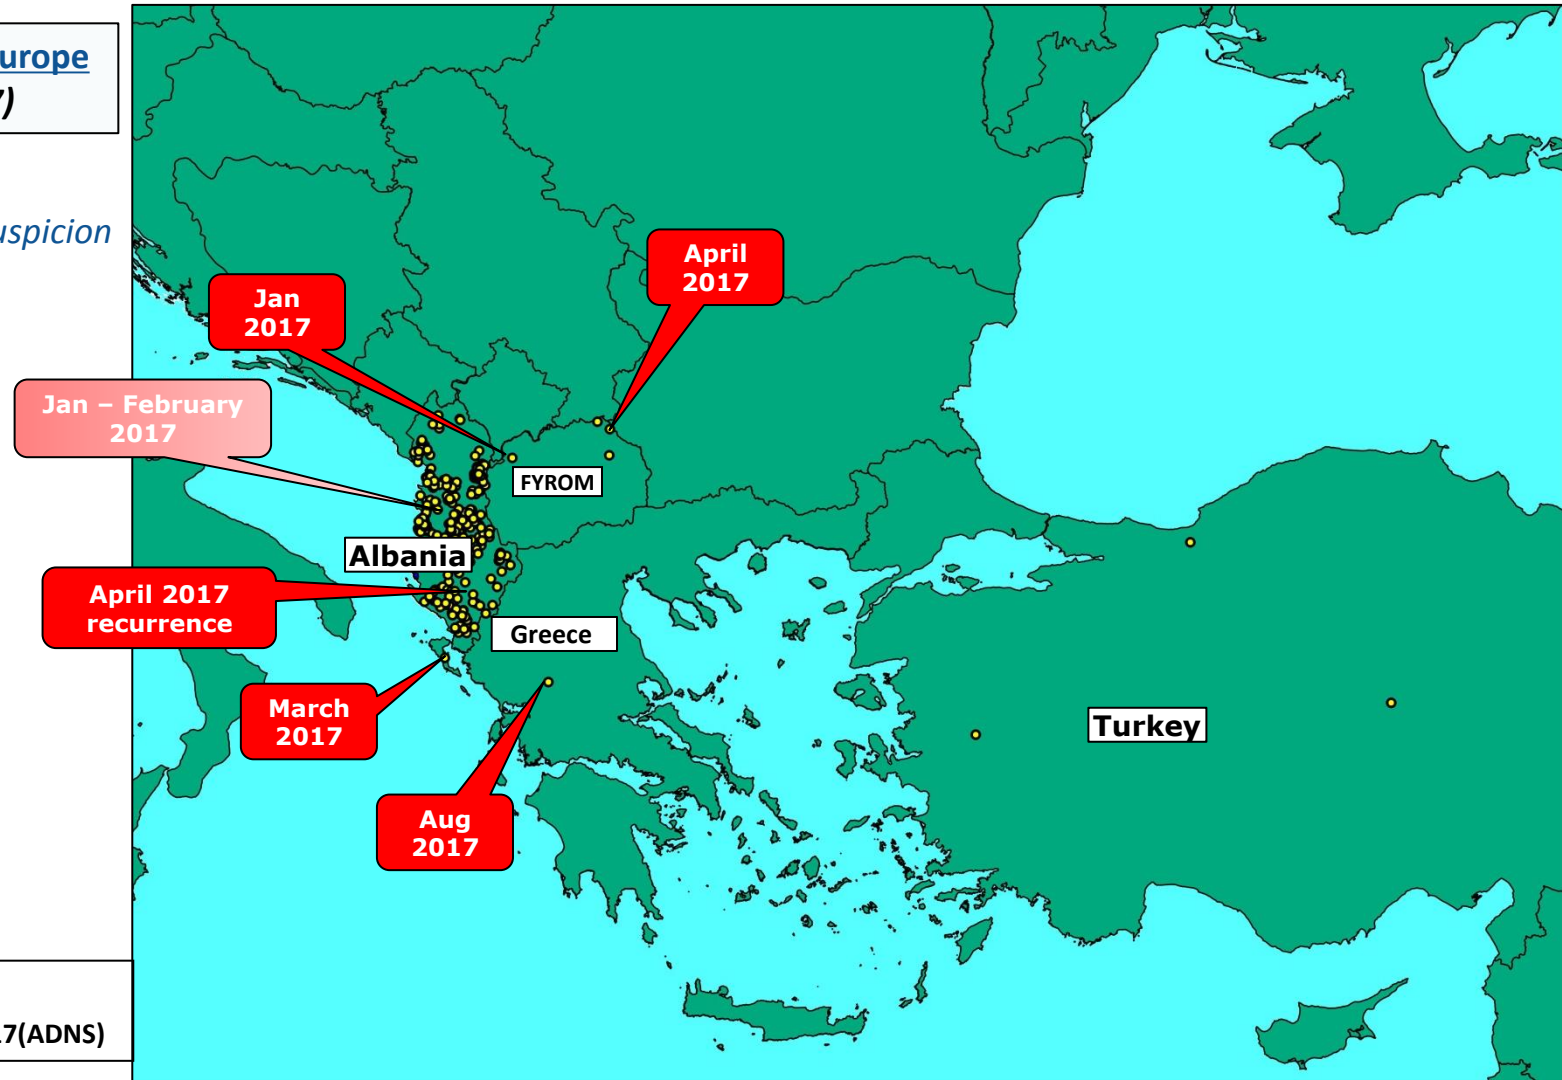 urope
7)
uspicion
April
2017
Jan
2017
Jan – February
2017
FYROM
Albania
April 2017
recurrence
Greece
March
2017
Turkey
Aug
2017
17(ADNS)